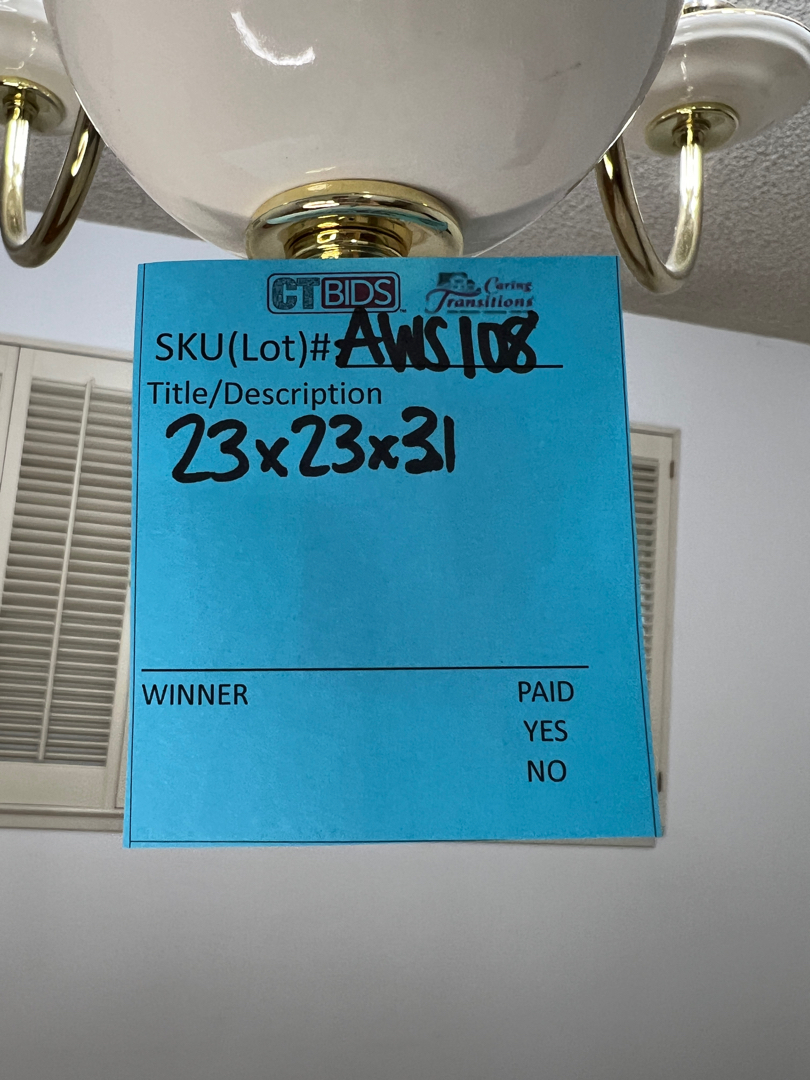 CTBIDS Caring Transitions
SKU(Lot)#: AWS108
Title/Description
23x23x31
WINNER PAID
YES
NO